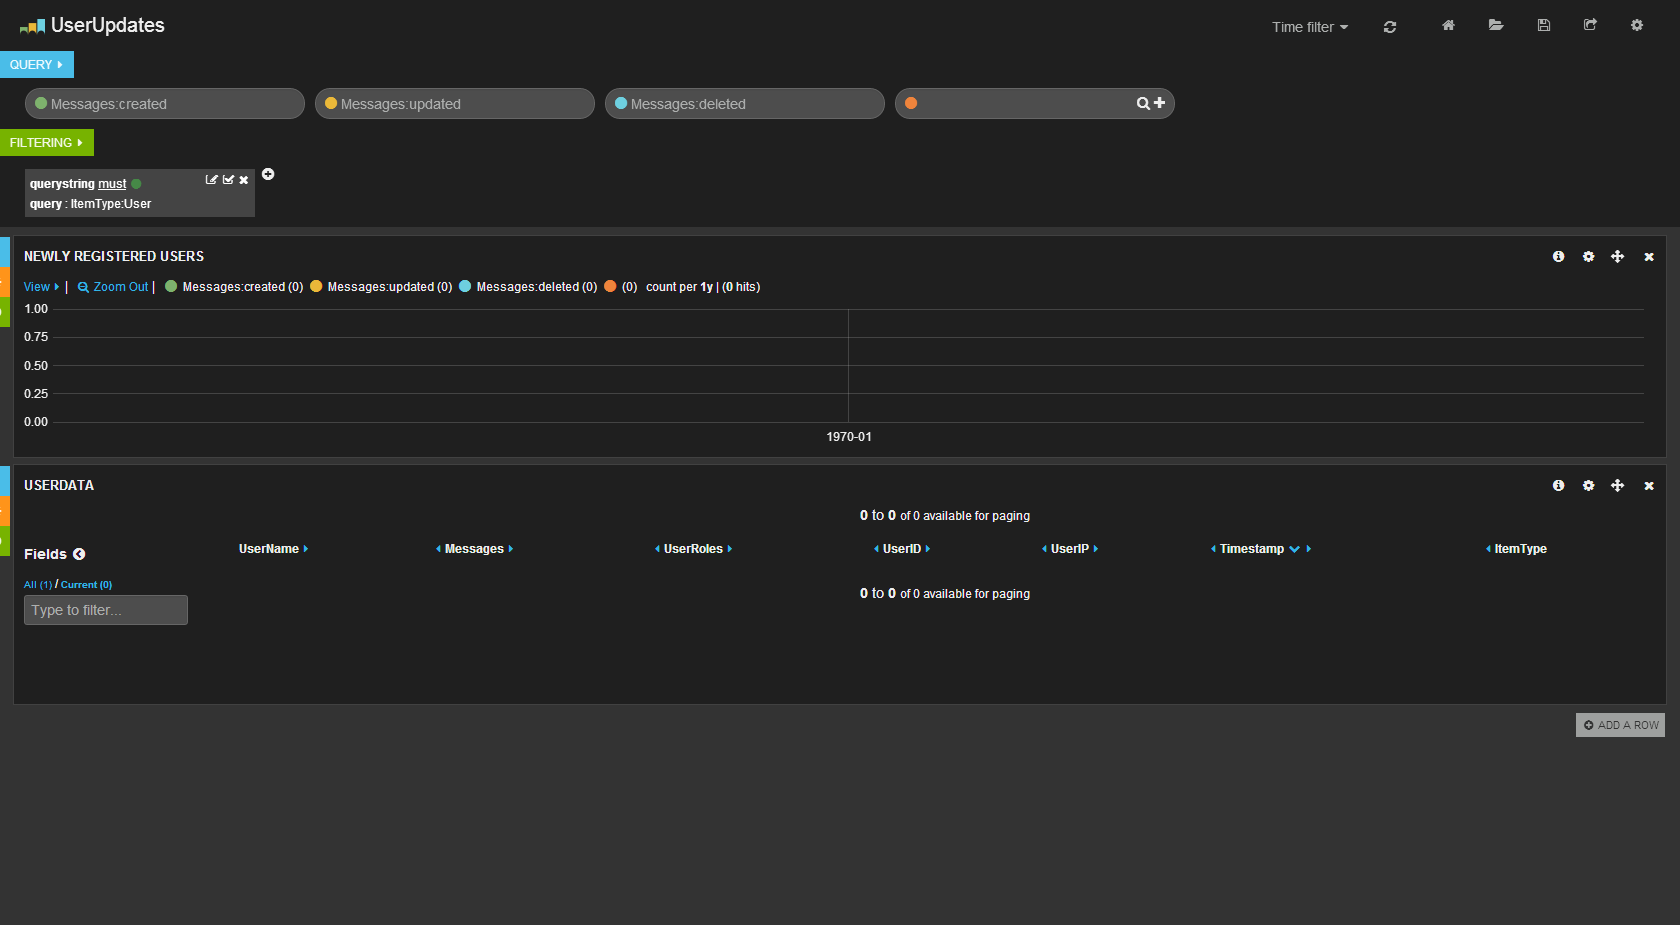 UserUpdates
Time filter
QUERY
Messages:created Messages:updated Messages:deleted
FILTERING
querystring must
query : ItemType:User
NEWLY REGISTERED USERS
View | Zoom Out | Messages:created (0) Messages:updated (0) Messages:deleted (0) (0) count per 1y | (0 hits)
1.00
0.75
0.50
0.25
0.00
1970-01
USERDATA
0 to 0 of 0 available for paging
Fields
UserName Messages UserRoles UserID UserIP Timestamp ItemType
All (1) / Current (0)
Type to filter...
0 to 0 of 0 available for paging
ADD A ROW